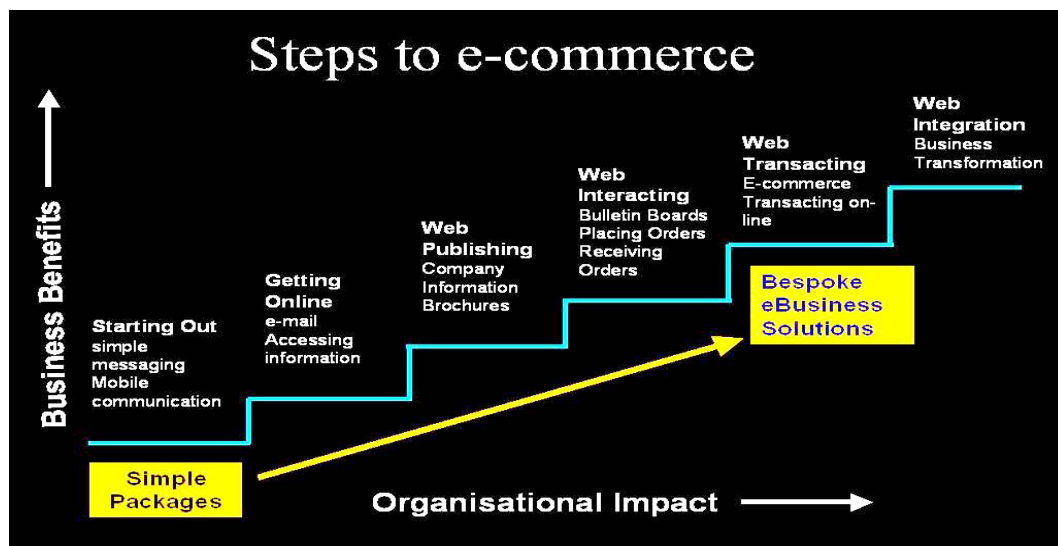 Steps to e-commerce
Business Benefits
Starting Out
simple
messaging
Mobile
communication
Getting
Online
e-mail
Accessing
information
Web
Publishing
Company
Information
Brochures
Web
Interacting
Bulletin Boards
Placing Orders
Receiving
Orders
Web
Transacting
E-commerce
Transacting on-
line
Web
Integration
Business
Transformation
Simple
Packages
Bespoke
eBusiness
Solutions
Organisational Impact